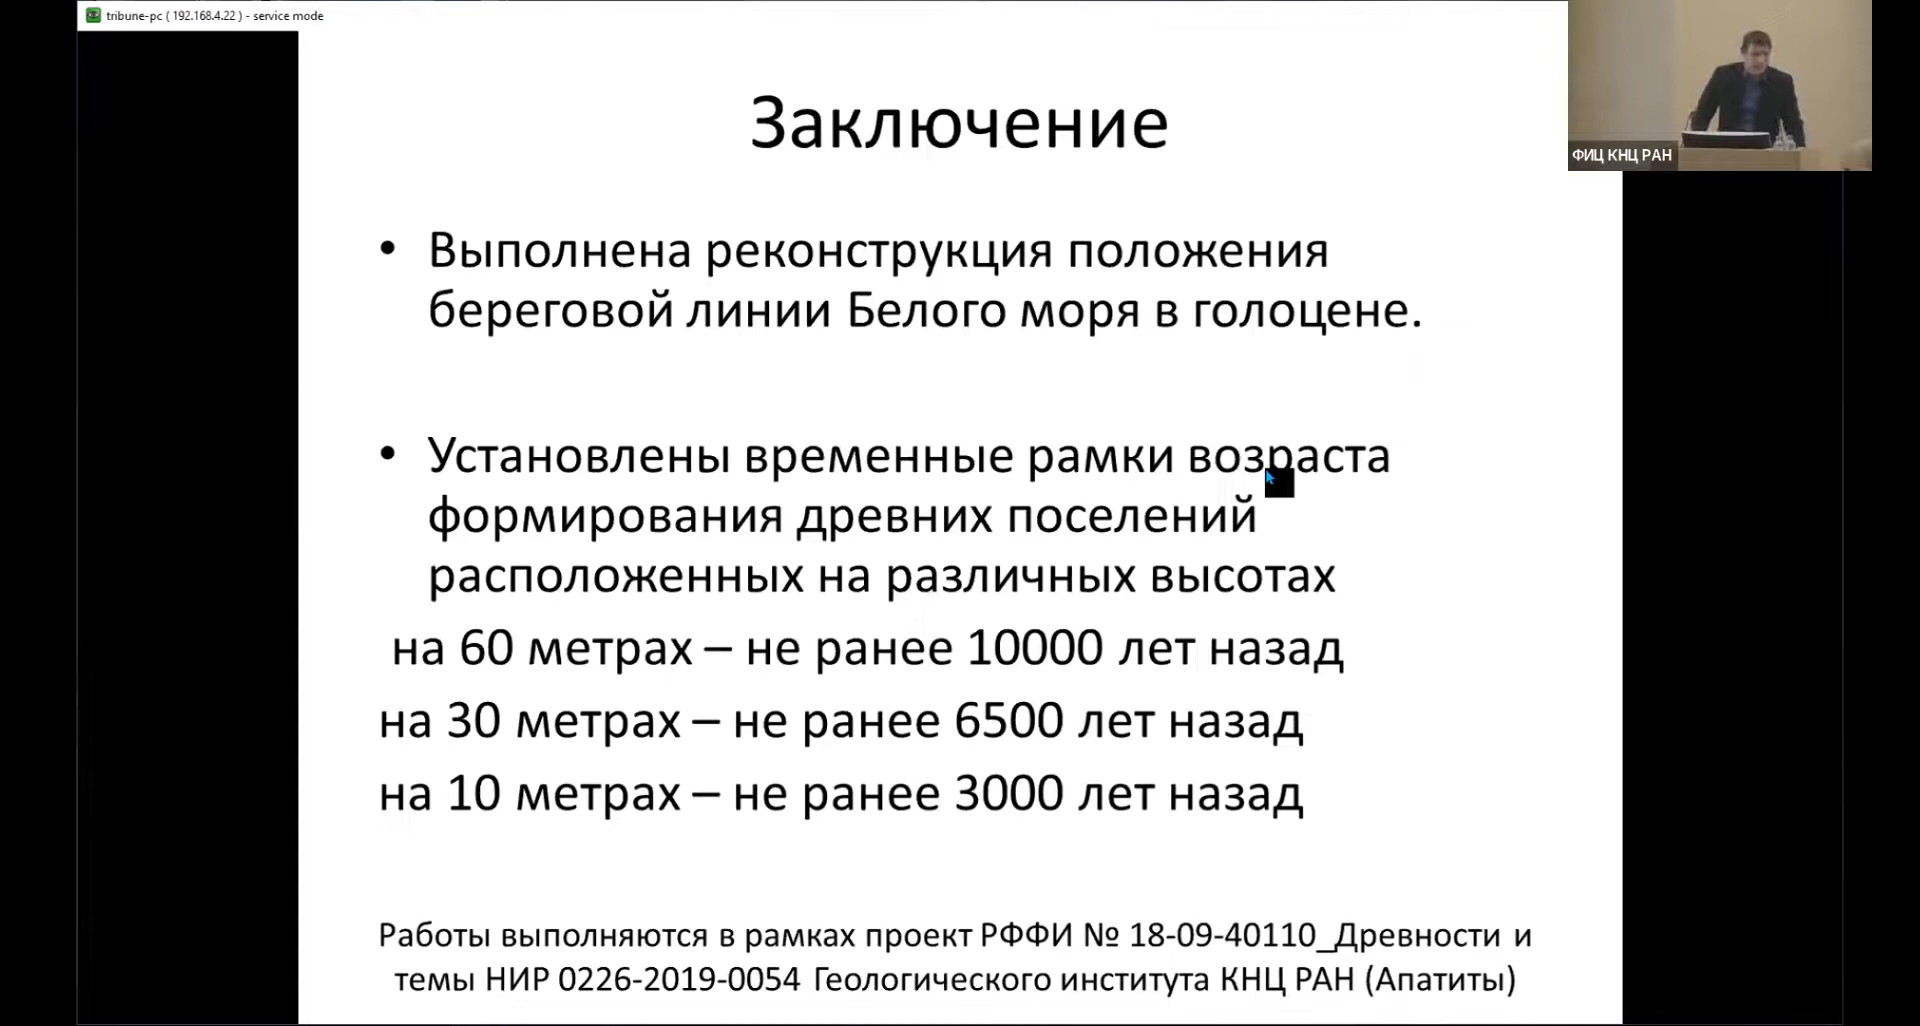 tribune-pc ( 192.168.4.22 ) - service mode
ФИЦ КНЦ РАН
Заключение
• Выполнена реконструкция положения
береговой линии Белого моря в голоцене.
• Установлены временные рамки возраста
формирования древних поселений
расположенных на различных высотах
на 60 метрах – не ранее 10000 лет назад
на 30 метрах – не ранее 6500 лет назад
на 10 метрах – не ранее 3000 лет назад
Работы выполняются в рамках проект РФФИ № 18-09-40110_Древности и
темы НИР 0226-2019-0054 Геологического института КНЦ РАН (Апатиты)